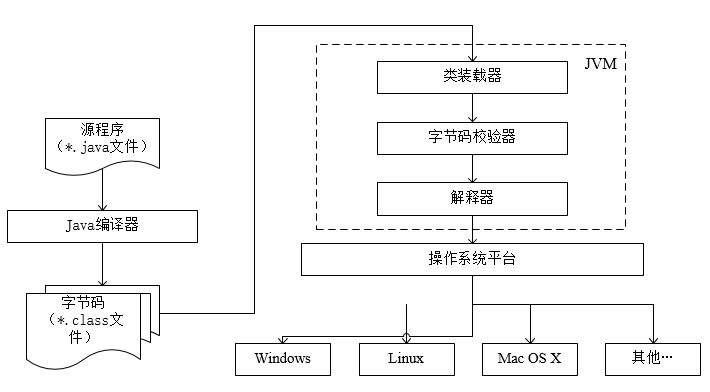 JVM
类装载器
字节码校验器
解释器
源程序
（*.java文件）
Java编译器
字节码
（*.class文
件）
操作系统平台
Windows
Linux
Mac OS X
其他…